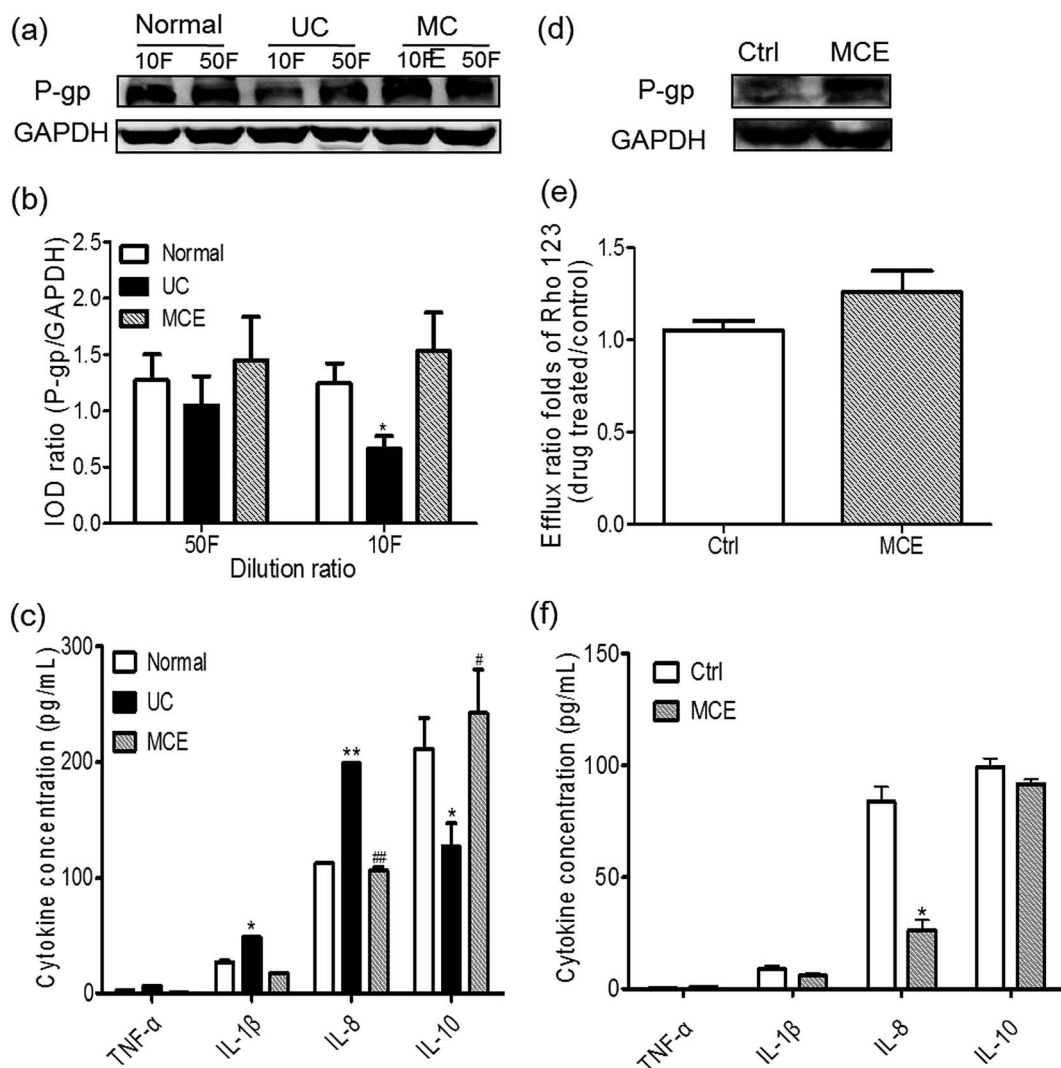 (a)
Normal UC MC
10F 50F 10F 50F 10F E 50F
P-gp
GAPDH
(b)
IOD ratio (P-gp/GAPDH)
2.5
2.0
1.5
1.0
0.5
0.0
Normal
UC
MCE
*
50F 10F
Dilution ratio
(c)
Cytokine concentration (pg/mL)
300
200
100
0
Normal
UC
MCE
*
**
##
*
#
TNF-α IL-1β IL-8 IL-10
(d)
Ctrl MCE
P-gp
GAPDH
(e)
Efflux ratio folds of Rho 123
(drug treated/control)
1.5
1.0
0.5
0.0
Ctrl MCE
(f)
Cytokine concentration (pg/mL)
150
100
50
0
Ctrl
MCE
*
TNF-α IL-1β IL-8 IL-10